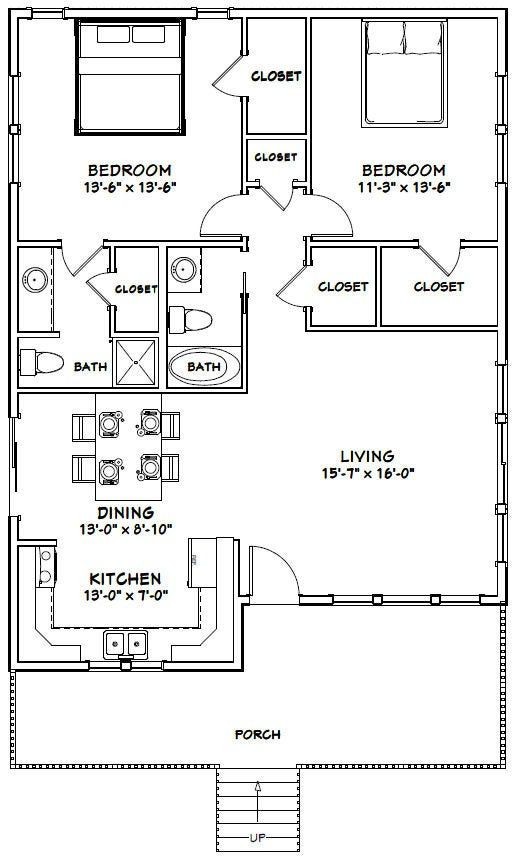 CLOSET
BEDROOM
13'-6" × 13'-6"
CLOSET
BEDROOM
11'-3" × 13'-6"
CLOSET
CLOSET
CLOSET
BATH
BATH
LIVING
15'-7" × 16'-0"
DINING
13'-0" × 8'-10"
KITCHEN
13'-0" × 7'-0"
PORCH
UP